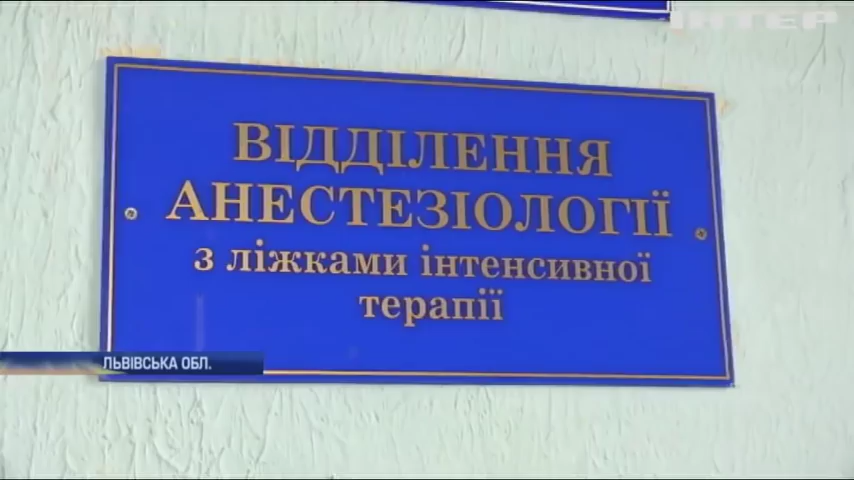 ІНТЕР
ВІДДІЛЕННЯ
АНЕСТЕЗІОЛОГІЇ
з ліжками інтенсивної
терапії
ЛЬВІВСЬКА ОБЛ.